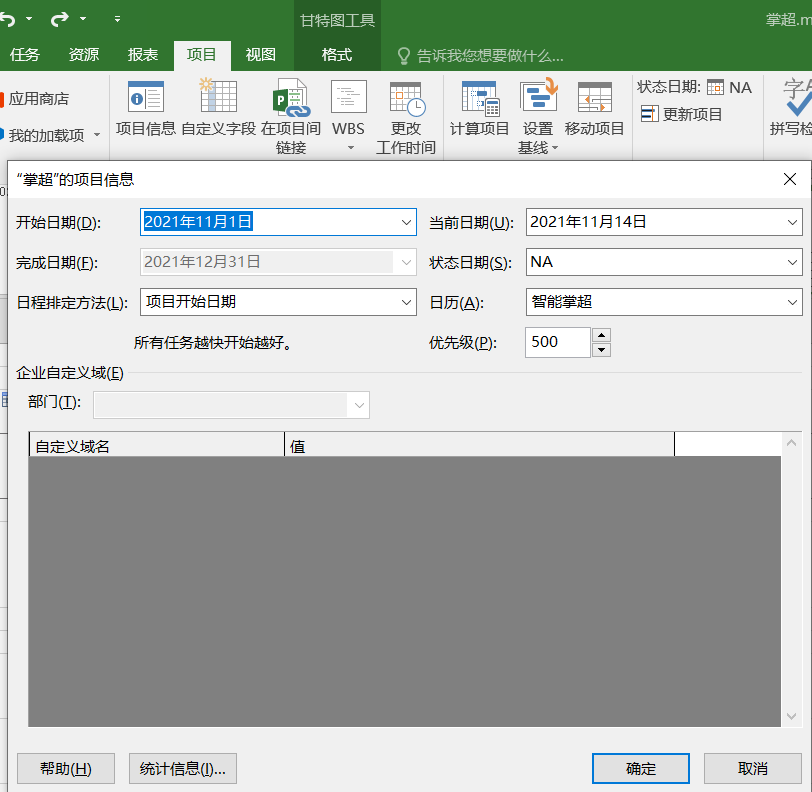 甘特图工具
掌超.m
任务 资源 报表 项目 视图 格式 告诉我您想要做什么...
应用商店
我的加载项
项目信息 自定义字段 在项目间链接 WBS 更改工作时间
计算项目 设置基线 移动项目
状态日期: NA
更新项目
“掌超”的项目信息
开始日期(D): 2021年11月1日 当前日期(U): 2021年11月14日
完成日期(F): 2021年12月31日 状态日期(S): NA
日程排定方法(L): 项目开始日期 日历(A): 智能掌超
所有任务越快开始越好。 优先级(P): 500
企业自定义域(E)
部门(T):
自定义域名 值
帮助(H) 统计信息(I)... 确定 取消